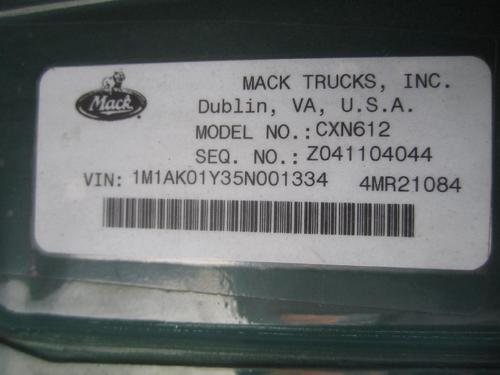 Mack
MACK TRUCKS, INC.
Dublin, VA, U.S.A.
MODEL NO.:CXN612
SEQ. NO.:Z041104044
VIN: 1M1AK01Y35N001334 4MR21084